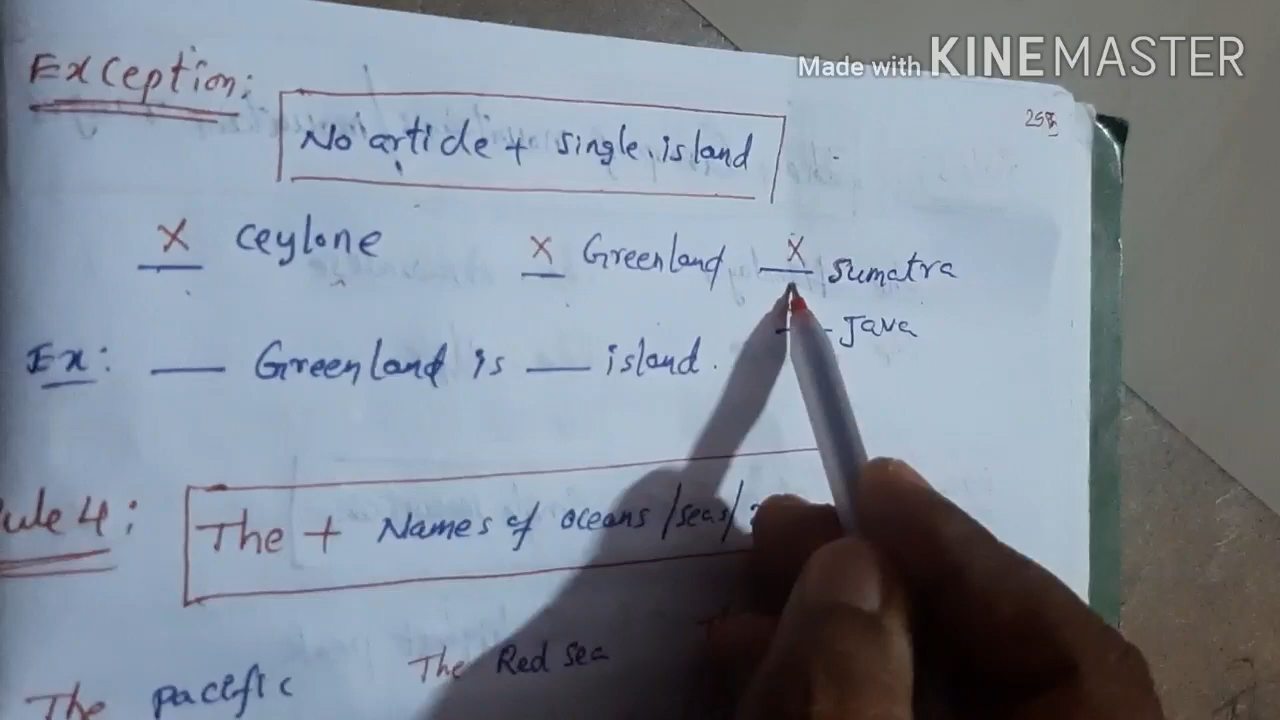 Made with KINEMASTER
Exception:
257
No article + single island
X Ceylone X Greenland X Sumatra
Java
Ex: ___ Greenland is ___ island.
Rule 4: The + Names of oceans/seas/
The pacific The Red sea